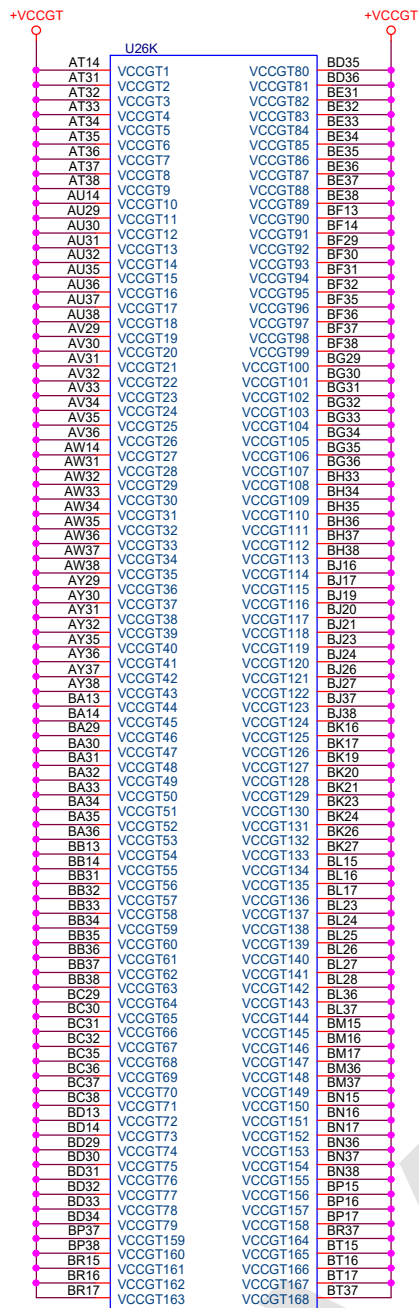 +VCCGT +VCCGT
U26K
AT14 VCCGT1 VCCGT80 BD35
AT31 VCCGT2 VCCGT81 BD36
AT32 VCCGT3 VCCGT82 BE31
AT33 VCCGT4 VCCGT83 BE32
AT34 VCCGT5 VCCGT84 BE33
AT35 VCCGT6 VCCGT85 BE34
AT36 VCCGT7 VCCGT86 BE35
AT37 VCCGT8 VCCGT87 BE36
AT38 VCCGT9 VCCGT88 BE37
AU14 VCCGT10 VCCGT89 BE38
AU29 VCCGT11 VCCGT90 BF13
AU30 VCCGT12 VCCGT91 BF14
AU31 VCCGT13 VCCGT92 BF29
AU32 VCCGT14 VCCGT93 BF30
AU35 VCCGT15 VCCGT94 BF31
AU36 VCCGT16 VCCGT95 BF32
AU37 VCCGT17 VCCGT96 BF35
AU38 VCCGT18 VCCGT97 BF36
AV29 VCCGT19 VCCGT98 BF37
AV30 VCCGT20 VCCGT99 BF38
AV31 VCCGT21 VCCGT100 BG29
AV32 VCCGT22 VCCGT101 BG30
AV33 VCCGT23 VCCGT102 BG31
AV34 VCCGT24 VCCGT103 BG32
AV35 VCCGT25 VCCGT104 BG33
AV36 VCCGT26 VCCGT105 BG34
AW14 VCCGT27 VCCGT106 BG35
AW31 VCCGT28 VCCGT107 BG36
AW32 VCCGT29 VCCGT108 BH33
AW33 VCCGT30 VCCGT109 BH34
AW34 VCCGT31 VCCGT110 BH35
AW35 VCCGT32 VCCGT111 BH36
AW36 VCCGT33 VCCGT112 BH37
AW37 VCCGT34 VCCGT113 BH38
AW38 VCCGT35 VCCGT114 BJ16
AY29 VCCGT36 VCCGT115 BJ17
AY30 VCCGT37 VCCGT116 BJ19
AY31 VCCGT38 VCCGT117 BJ20
AY32 VCCGT39 VCCGT118 BJ21
AY35 VCCGT40 VCCGT119 BJ23
AY36 VCCGT41 VCCGT120 BJ24
AY37 VCCGT42 VCCGT121 BJ26
AY38 VCCGT43 VCCGT122 BJ27
BA13 VCCGT44 VCCGT123 BJ37
BA14 VCCGT45 VCCGT124 BJ38
BA29 VCCGT46 VCCGT125 BK16
BA30 VCCGT47 VCCGT126 BK17
BA31 VCCGT48 VCCGT127 BK19
BA32 VCCGT49 VCCGT128 BK20
BA33 VCCGT50 VCCGT129 BK21
BA34 VCCGT51 VCCGT130 BK23
BA35 VCCGT52 VCCGT131 BK24
BA36 VCCGT53 VCCGT132 BK26
BB13 VCCGT54 VCCGT133 BK27
BB14 VCCGT55 VCCGT134 BL15
BB31 VCCGT56 VCCGT135 BL16
BB32 VCCGT57 VCCGT136 BL17
BB33 VCCGT58 VCCGT137 BL23
BB34 VCCGT59 VCCGT138 BL24
BB35 VCCGT60 VCCGT139 BL25
BB36 VCCGT61 VCCGT140 BL26
BB37 VCCGT62 VCCGT141 BL27
BB38 VCCGT63 VCCGT142 BL28
BC29 VCCGT64 VCCGT143 BL36
BC30 VCCGT65 VCCGT144 BL37
BC31 VCCGT66 VCCGT145 BM15
BC32 VCCGT67 VCCGT146 BM16
BC35 VCCGT68 VCCGT147 BM17
BC36 VCCGT69 VCCGT148 BM36
BC37 VCCGT70 VCCGT149 BM37
BC38 VCCGT71 VCCGT150 BN15
BD13 VCCGT72 VCCGT151 BN16
BD14 VCCGT73 VCCGT152 BN17
BD29 VCCGT74 VCCGT153 BN36
BD30 VCCGT75 VCCGT154 BN37
BD31 VCCGT76 VCCGT155 BN38
BD32 VCCGT77 VCCGT156 BP15
BD33 VCCGT78 VCCGT157 BP16
BD34 VCCGT79 VCCGT158 BP17
BP37 VCCGT159 VCCGT164 BR37
BP38 VCCGT160 VCCGT165 BT15
BR15 VCCGT161 VCCGT166 BT16
BR16 VCCGT162 VCCGT167 BT17
BR17 VCCGT163 VCCGT168 BT37